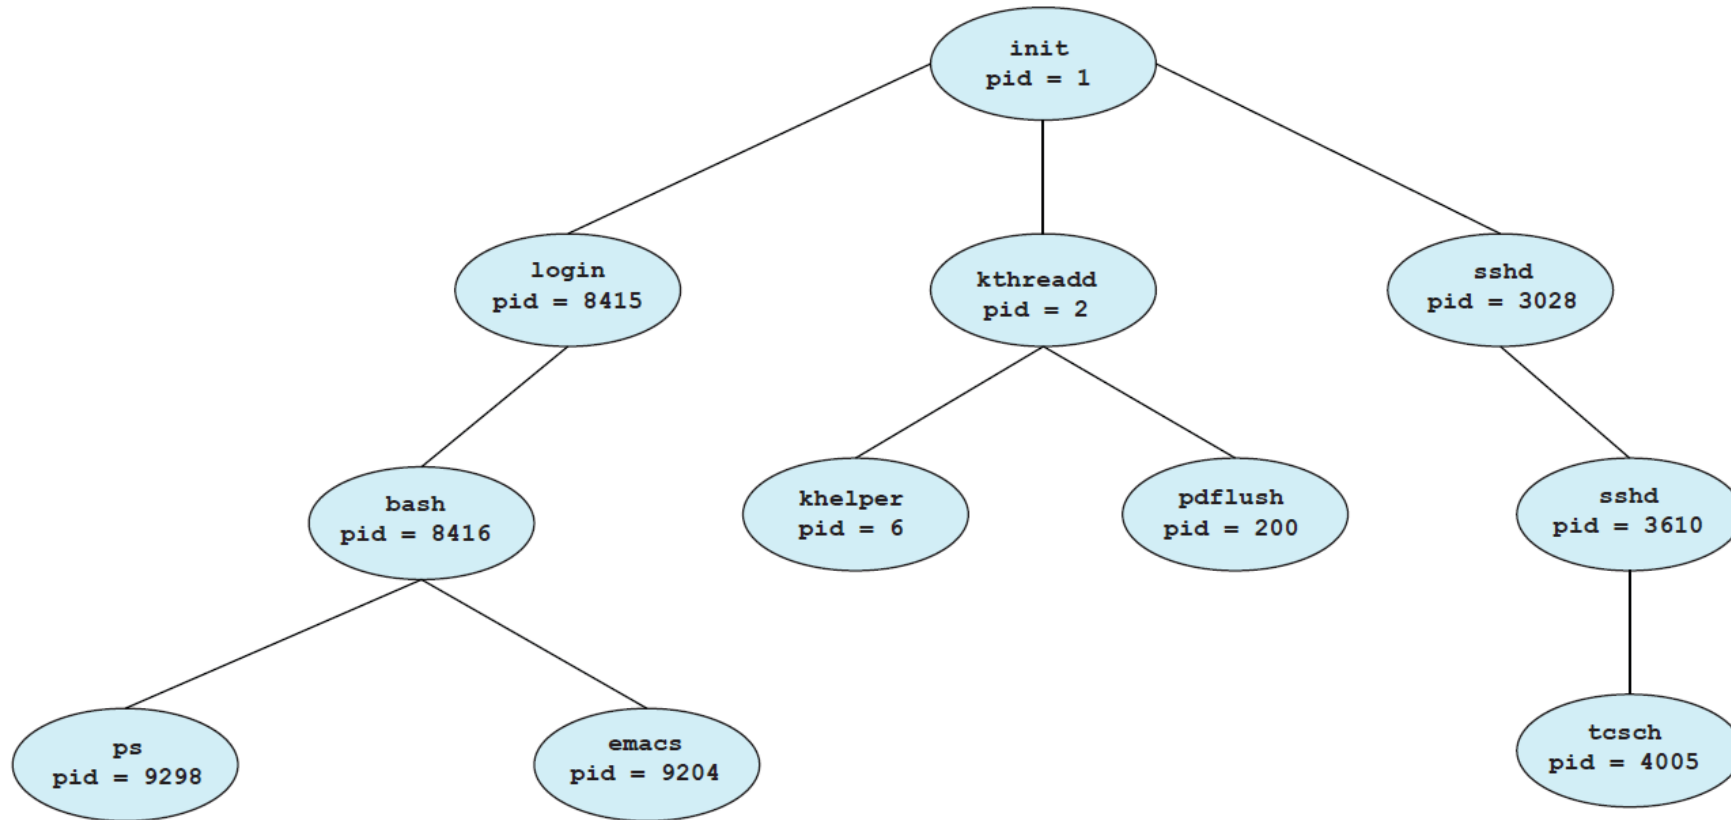 init
pid = 1
login
pid = 8415
kthreadd
pid = 2
sshd
pid = 3028
bash
pid = 8416
khelper
pid = 6
pdflush
pid = 200
sshd
pid = 3610
ps
pid = 9298
emacs
pid = 9204
tcsch
pid = 4005